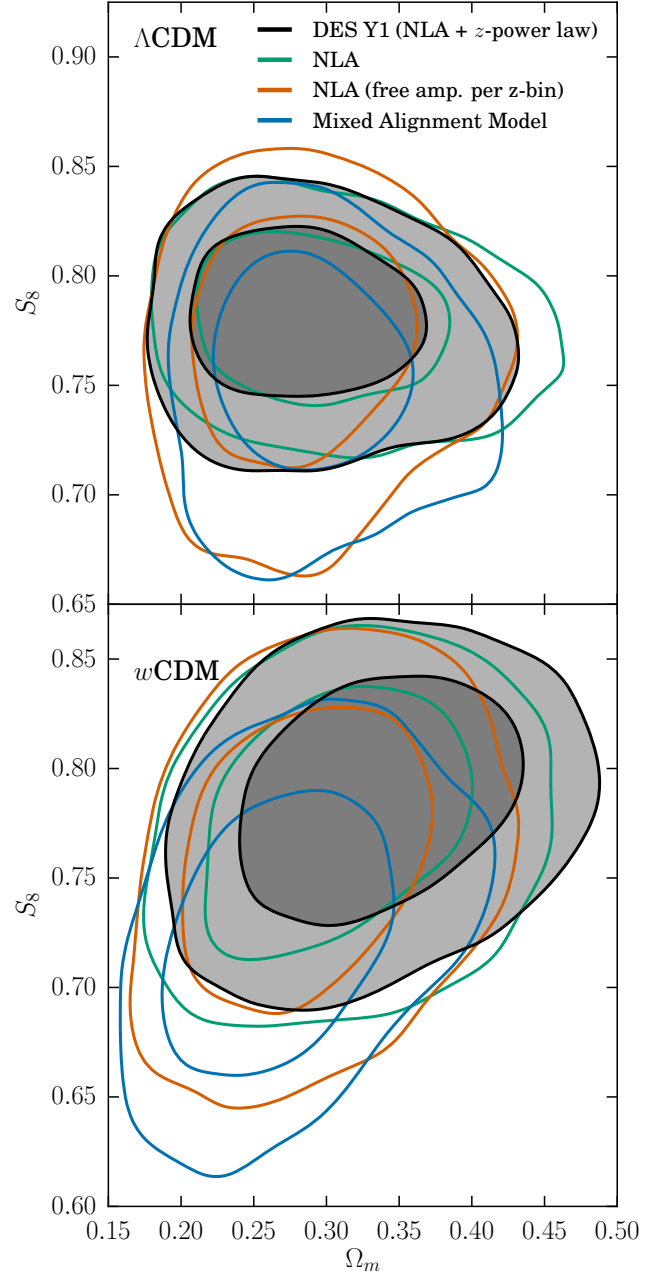 ΛCDM
DES Y1 (NLA + z-power law)
NLA
NLA (free amp. per z-bin)
Mixed Alignment Model
0.90
0.85
0.80
0.75
0.70
0.65
S₈
wCDM
0.85
0.80
0.75
0.70
0.65
0.60
S₈
0.15 0.20 0.25 0.30 0.35 0.40 0.45 0.50
Ωₘ